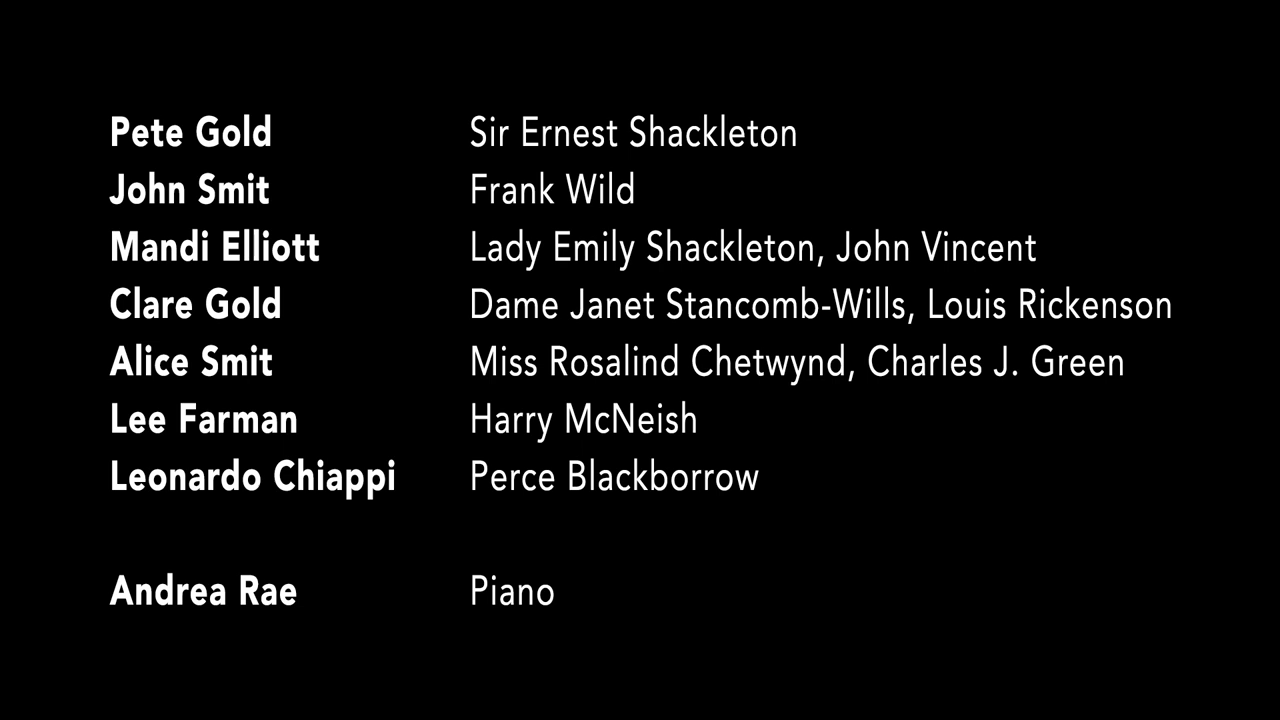 Pete Gold Sir Ernest Shackleton
John Smit Frank Wild
Mandi Elliott Lady Emily Shackleton, John Vincent
Clare Gold Dame Janet Stancomb-Wills, Louis Rickenson
Alice Smit Miss Rosalind Chetwynd, Charles J. Green
Lee Farman Harry McNeish
Leonardo Chiappi Perce Blackborrow
Andrea Rae Piano